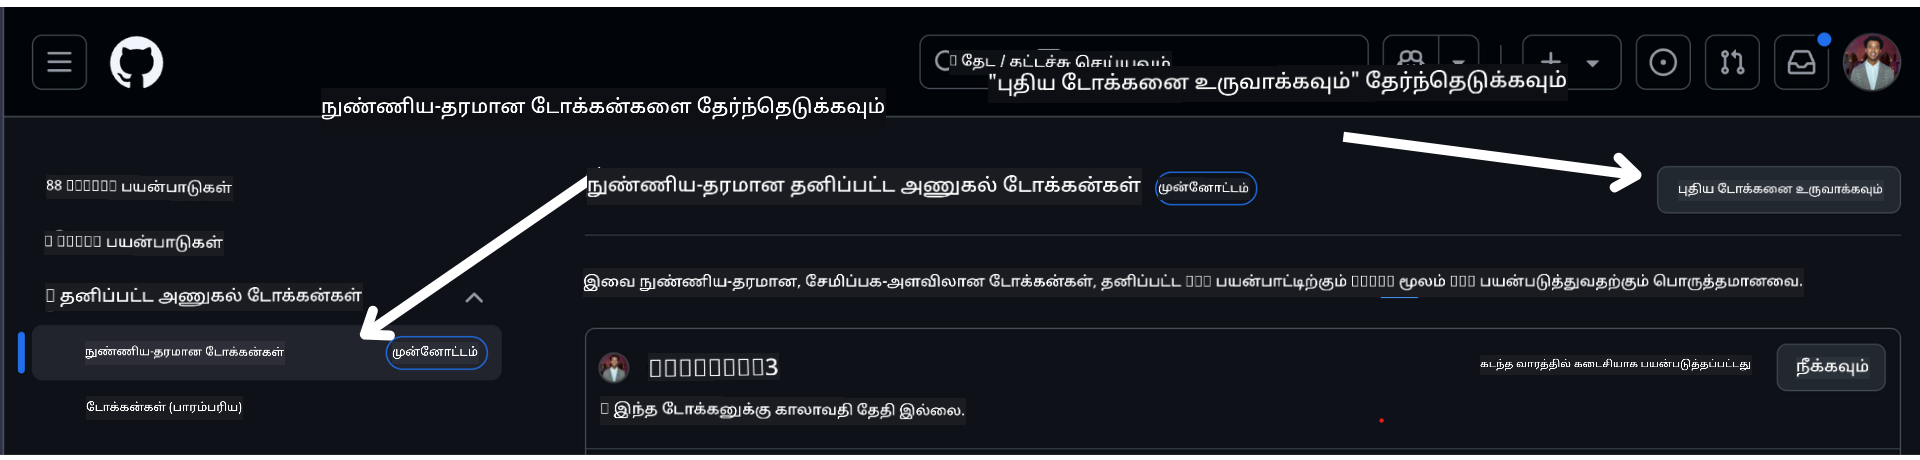 தேட / தட்டச்சு செய்யவும்
"புதிய டோக்கனை உருவாக்கவும்" தேர்ந்தெடுக்கவும்
நுண்ணிய-தரமான டோக்கன்களை தேர்ந்தெடுக்கவும்
88 பயன்பாடுகள்
பயன்பாடுகள்
தனிப்பட்ட அணுகல் டோக்கன்கள்
நுண்ணிய-தரமான டோக்கன்கள் முன்னோட்டம்
டோக்கன்கள் (பாரம்பரிய)
நுண்ணிய-தரமான தனிப்பட்ட அணுகல் டோக்கன்கள் முன்னோட்டம்
புதிய டோக்கனை உருவாக்கவும்
இவை நுண்ணிய-தரமான, சேமிப்பக-அளவிலான டோக்கன்கள், தனிப்பட்ட பயன்பாட்டிற்கும் மூலம் பயன்படுத்துவதற்கும் பொருத்தமானவை.
3
கடந்த வாரத்தில் கடைசியாக பயன்படுத்தப்பட்டது
நீக்கவும்
இந்த டோக்கனுக்கு காலாவதி தேதி இல்லை.